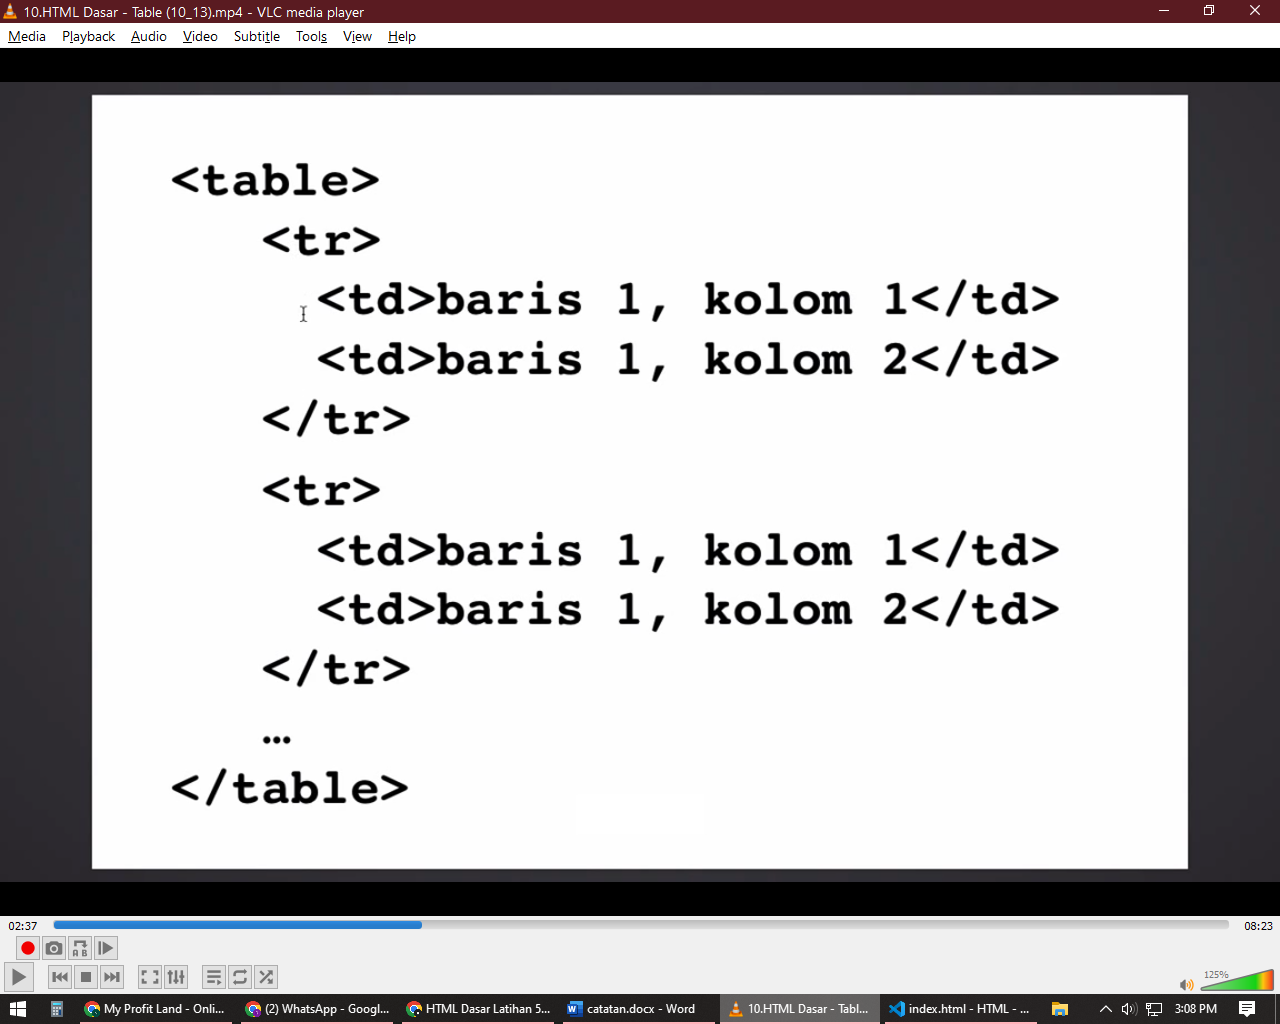 10.HTML Dasar - Table (10_13).mp4 - VLC media player
Media Playback Audio Video Subtitle Tools View Help
<table>
<tr>
<td>baris 1, kolom 1</td>
<td>baris 1, kolom 2</td>
</tr>
<tr>
<td>baris 1, kolom 1</td>
<td>baris 1, kolom 2</td>
</tr>
...
</table>
02:37 08:23
A B
125%
My Profit Land - Onli... (2) WhatsApp - Googl... HTML Dasar Latihan 5... catatan.docx - Word 10.HTML Dasar - Tabl... index.html - HTML - ... 3:08 PM